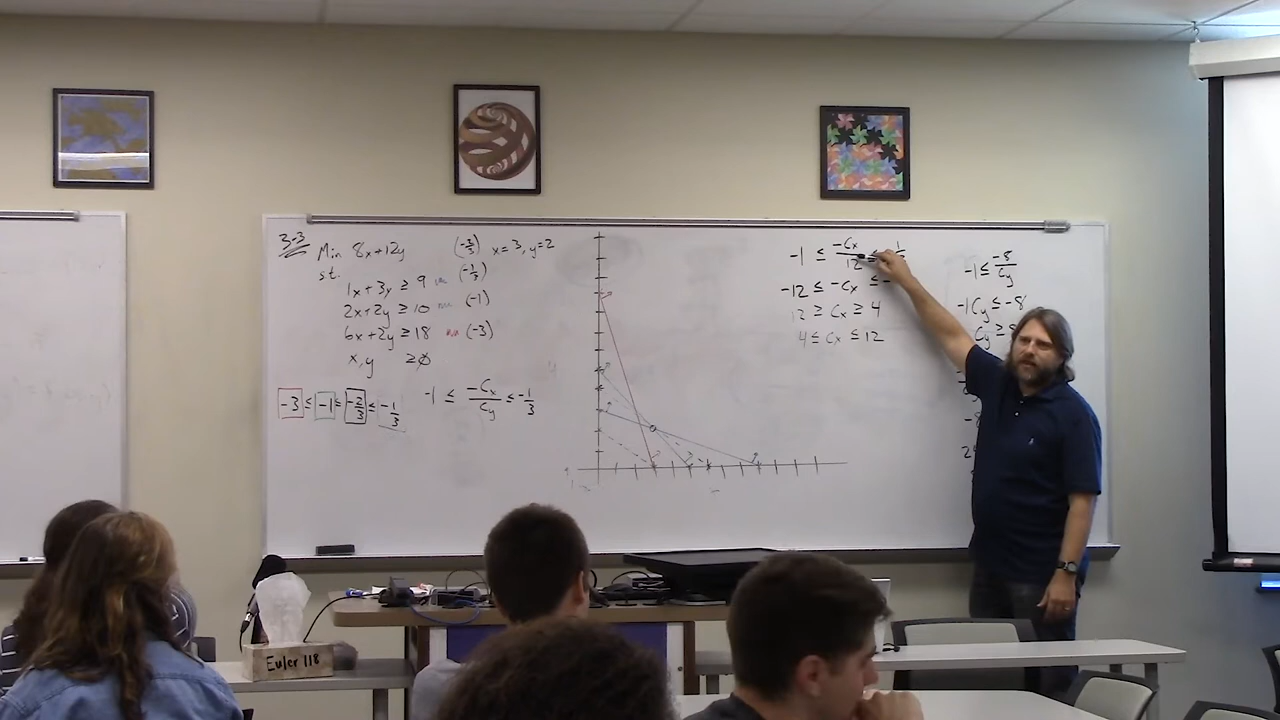 3-3 Min 8x+12y (-2/3) x=3, y=2
st.
1x+3y ≥ 9 (-1/3)
2x+2y ≥ 10 (-1)
6x+2y ≥ 18 (-3)
x,y ≥ ∅
-3 ≤ -1 ≤ -2/3 ≤ -1/3
-1 ≤ -Cx/Cy ≤ -1/3
-1 ≤ -Cx/12 ≤
-12 ≤ -Cx ≤ -
12 ≥ Cx ≥ 4
4 ≤ Cx ≤ 12
-1 ≤ -8/Cy
-1Cy ≤ -8
Cy ≥
Euler 118